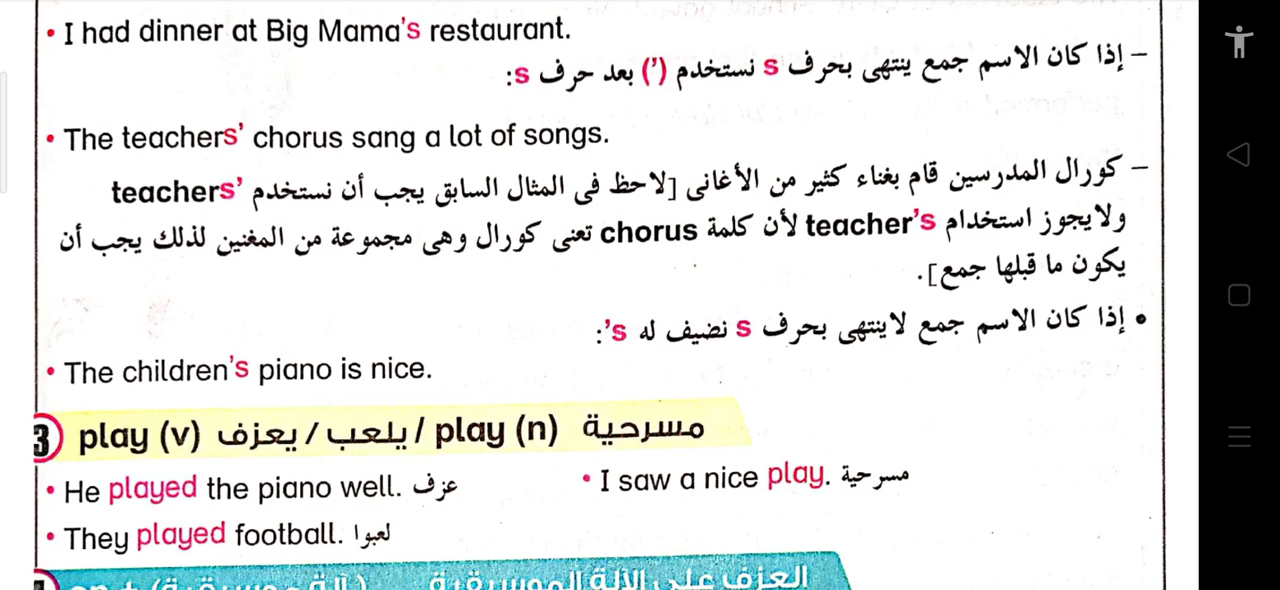 • I had dinner at Big Mama's restaurant.
– إذا كان الاسم جمع ينتهى بحرف s نستخدم (’) بعد حرف s:
• The teachers’ chorus sang a lot of songs.
– كورال المدرسين قام بغناء كثير من الأغانى [لاحظ فى المثال السابق يجب أن نستخدم teachers’
ولايجوز استخدام teacher’s لأن كلمة chorus تعنى كورال وهى مجموعة من المغنين لذلك يجب أن
يكون ما قبلها جمع].
• إذا كان الاسم جمع لاينتهى بحرف s نضيف له s’:
• The children’s piano is nice.
3 play (v) يلعب / يعزف / play (n) مسرحية
• He played the piano well. عزف • I saw a nice play. مسرحية
• They played football. لعبوا
العزف على الآلة الموسيقية